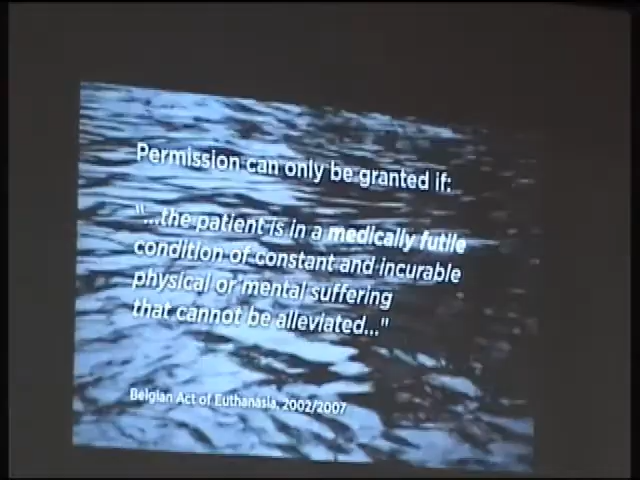 Permission can only be granted if:
"...the patient is in a medically futile
condition of constant and incurable
physical or mental suffering
that cannot be alleviated..."
Belgian Act of Euthanasia, 2002/2007